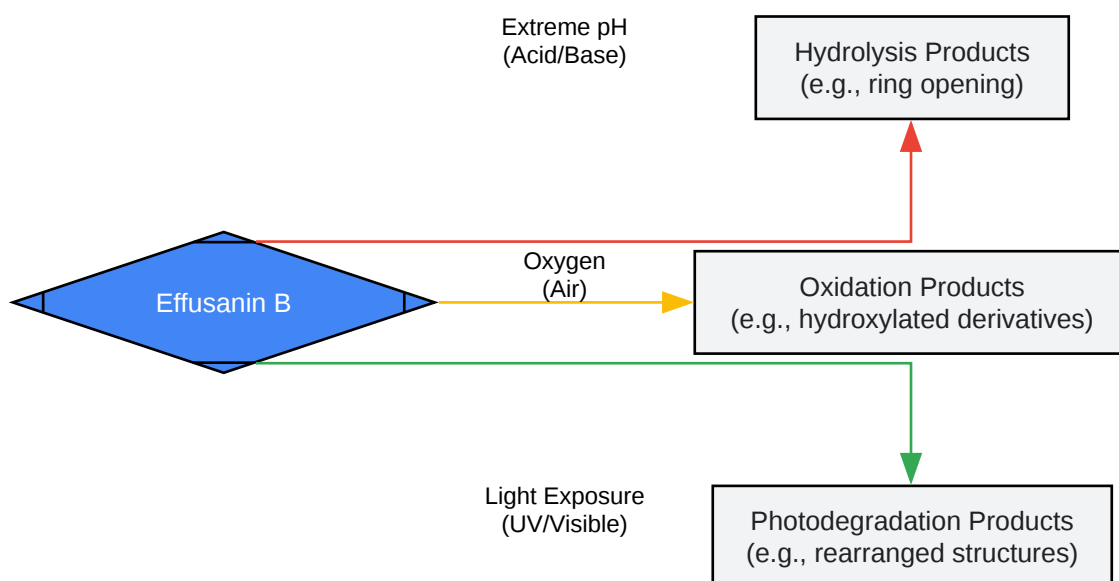 Extreme pH
(Acid/Base)
Hydrolysis Products
(e.g., ring opening)
Effusanin B
Oxygen
(Air)
Oxidation Products
(e.g., hydroxylated derivatives)
Light Exposure
(UV/Visible)
Photodegradation Products
(e.g., rearranged structures)